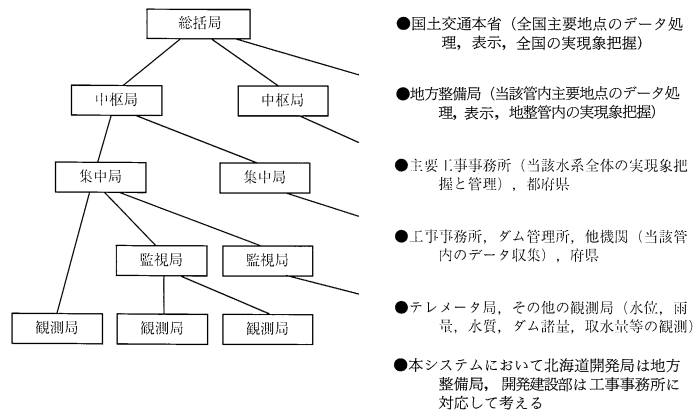 総括局
●国土交通本省（全国主要地点のデータ処
理，表示，全国の実現象把握）
中枢局
中枢局
●地方整備局（当該管内主要地点のデータ処
理，表示，地整管内の実現象把握）
集中局
集中局
●主要工事事務所（当該水系全体の実現象把
握と管理），都府県
監視局
監視局
●工事事務所，ダム管理所，他機関（当該管
内のデータ収集），府県
観測局
観測局
観測局
●テレメータ局，その他の観測局（水位，雨
量，水質，ダム諸量，取水量等の観測）
●本システムにおいて北海道開発局は地方
整備局，開発建設部は工事事務所に
対応して考える